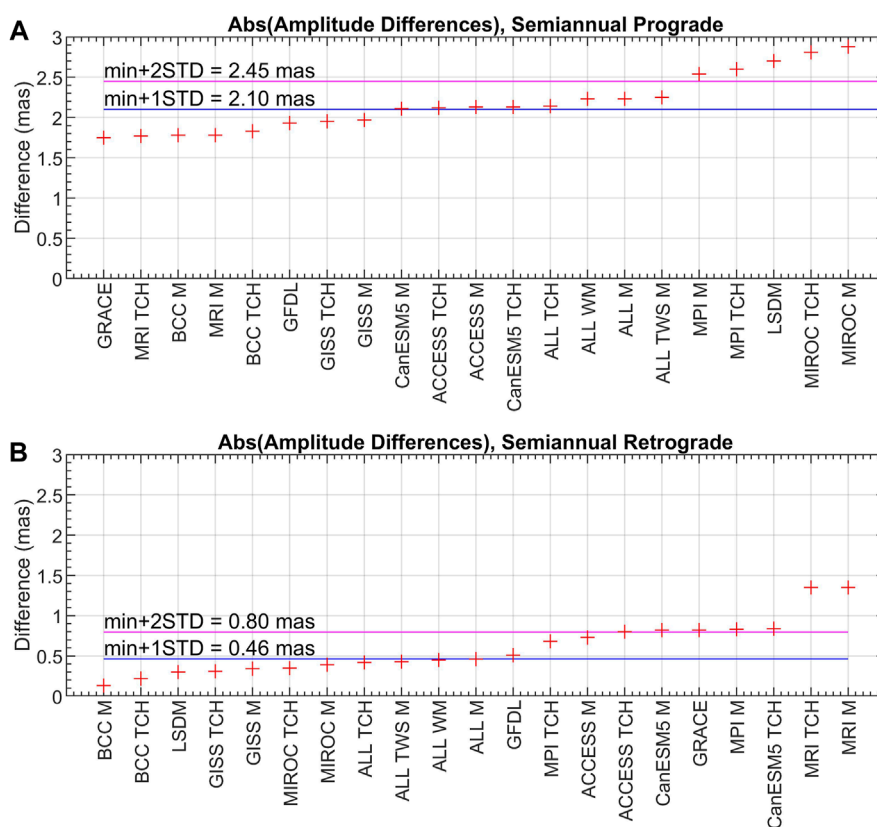 A
Abs(Amplitude Differences), Semiannual Prograde
3
2.5
2
1.5
1
0.5
0
Difference (mas)
min+2STD = 2.45 mas
min+1STD = 2.10 mas
GRACE
MRI TCH
BCC M
MRI M
BCC TCH
GFDL
GISS TCH
GISS M
CanESM5 M
ACCESS TCH
ACCESS M
CanESM5 TCH
ALL TCH
ALL WM
ALL M
ALL TWS M
MPI M
MPI TCH
LSDM
MIROC TCH
MIROC M
B
Abs(Amplitude Differences), Semiannual Retrograde
3
2.5
2
1.5
1
0.5
0
Difference (mas)
min+2STD = 0.80 mas
min+1STD = 0.46 mas
BCC M
BCC TCH
LSDM
GISS TCH
GISS M
MIROC TCH
MIROC M
ALL TCH
ALL TWS M
ALL WM
ALL M
GFDL
MPI TCH
ACCESS M
ACCESS TCH
CanESM5 M
GRACE
MPI M
CanESM5 TCH
MRI TCH
MRI M